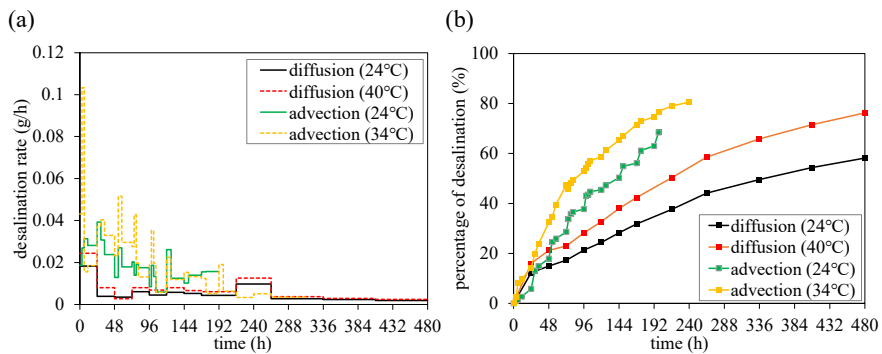 (a)
0.12
0.1
0.08
0.06
0.04
0.02
0
desalination rate (g/h)
diffusion (24℃)
diffusion (40℃)
advection (24℃)
advection (34℃)
0 48 96 144 192 240 288 336 384 432 480
time (h)
(b)
100
80
60
40
20
0
percentage of desalination (%)
diffusion (24℃)
diffusion (40℃)
advection (24℃)
advection (34℃)
0 48 96 144 192 240 288 336 384 432 480
time (h)